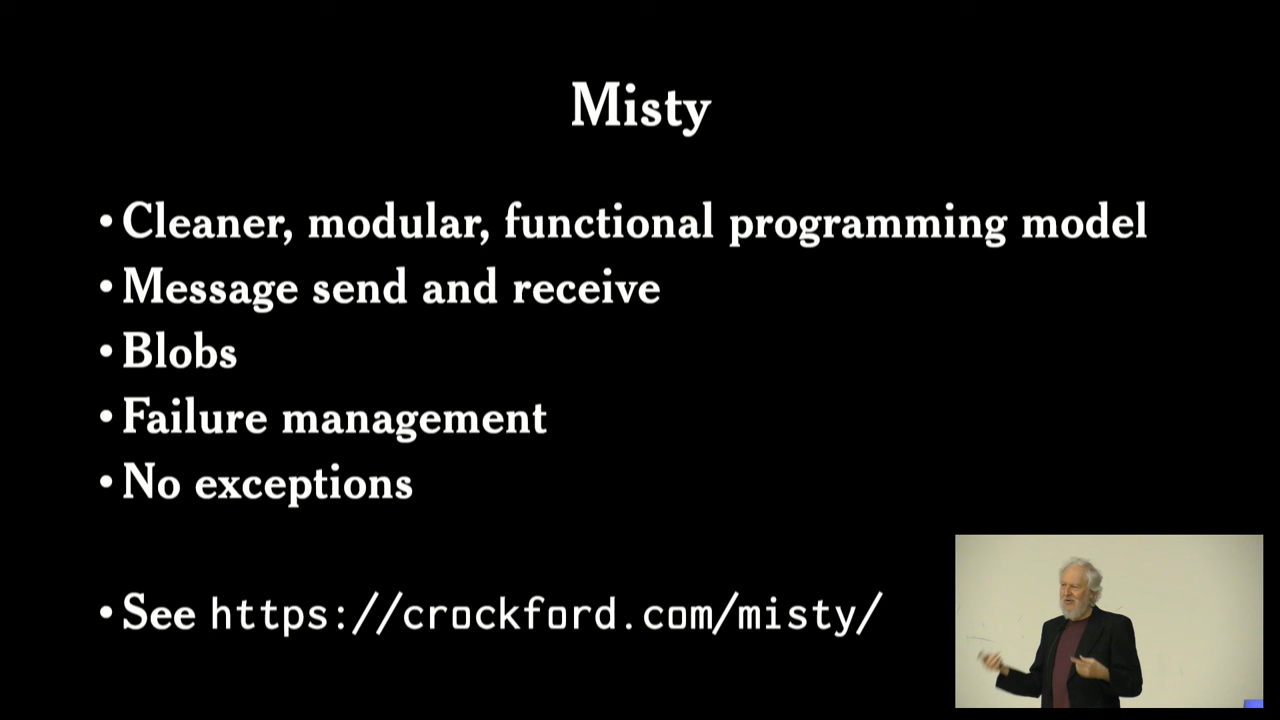 Misty
• Cleaner, modular, functional programming model
• Message send and receive
• Blobs
• Failure management
• No exceptions
• See https://crockford.com/misty/